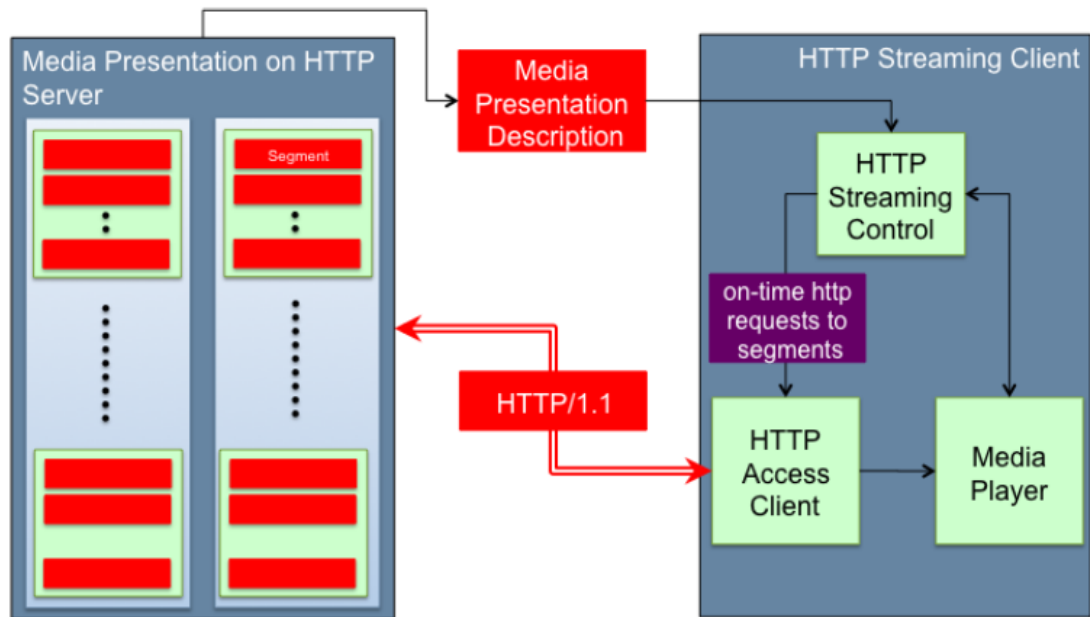 Media Presentation on HTTP
Server
Segment
Media
Presentation
Description
HTTP/1.1
HTTP Streaming Client
HTTP
Streaming
Control
on-time http
requests to
segments
HTTP
Access
Client
Media
Player